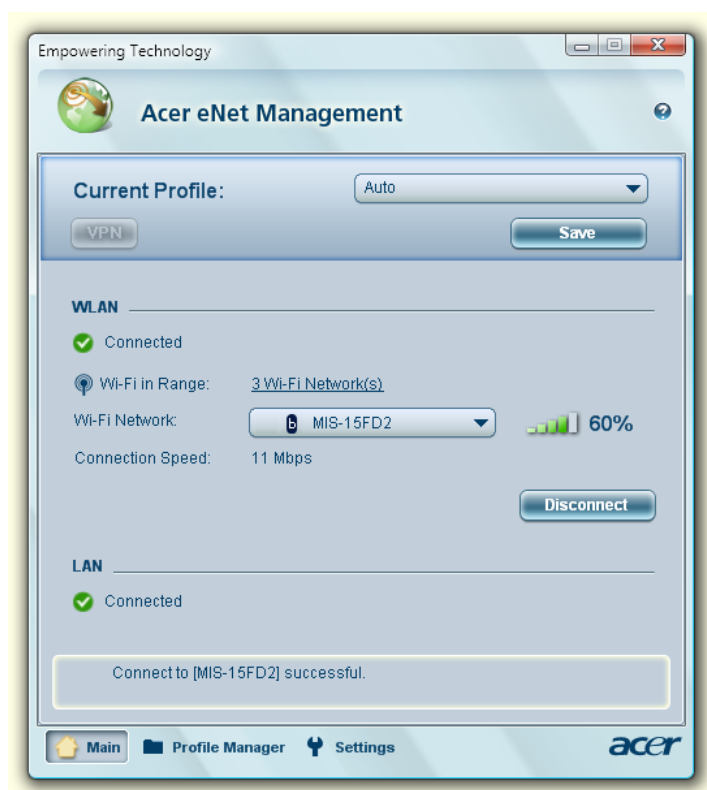 Empowering Technology
Acer eNet Management
Current Profile:
Auto
VPN
Save
WLAN
Connected
Wi-Fi in Range:
3 Wi-Fi Network(s)
Wi-Fi Network:
b MIS-15FD2
60%
Connection Speed:
11 Mbps
Disconnect
LAN
Connected
Connect to [MIS-15FD2] successful.
Main
Profile Manager
Settings
acer